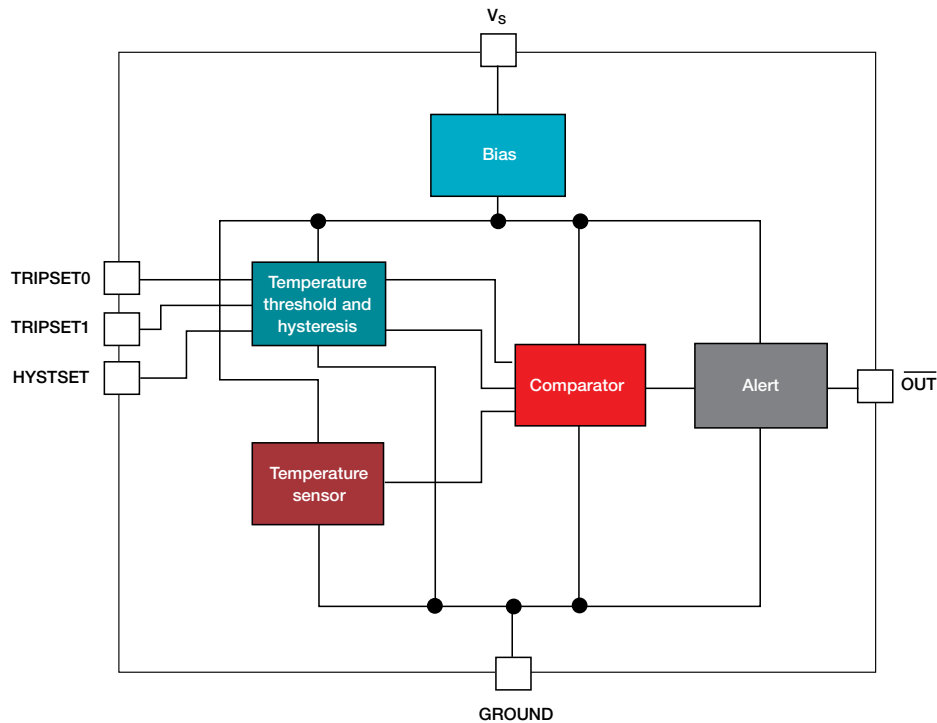 VS
Bias
TRIPSET0
TRIPSET1
HYSTSET
Temperature
threshold and
hysteresis
Comparator
Alert
OUT
Temperature
sensor
GROUND